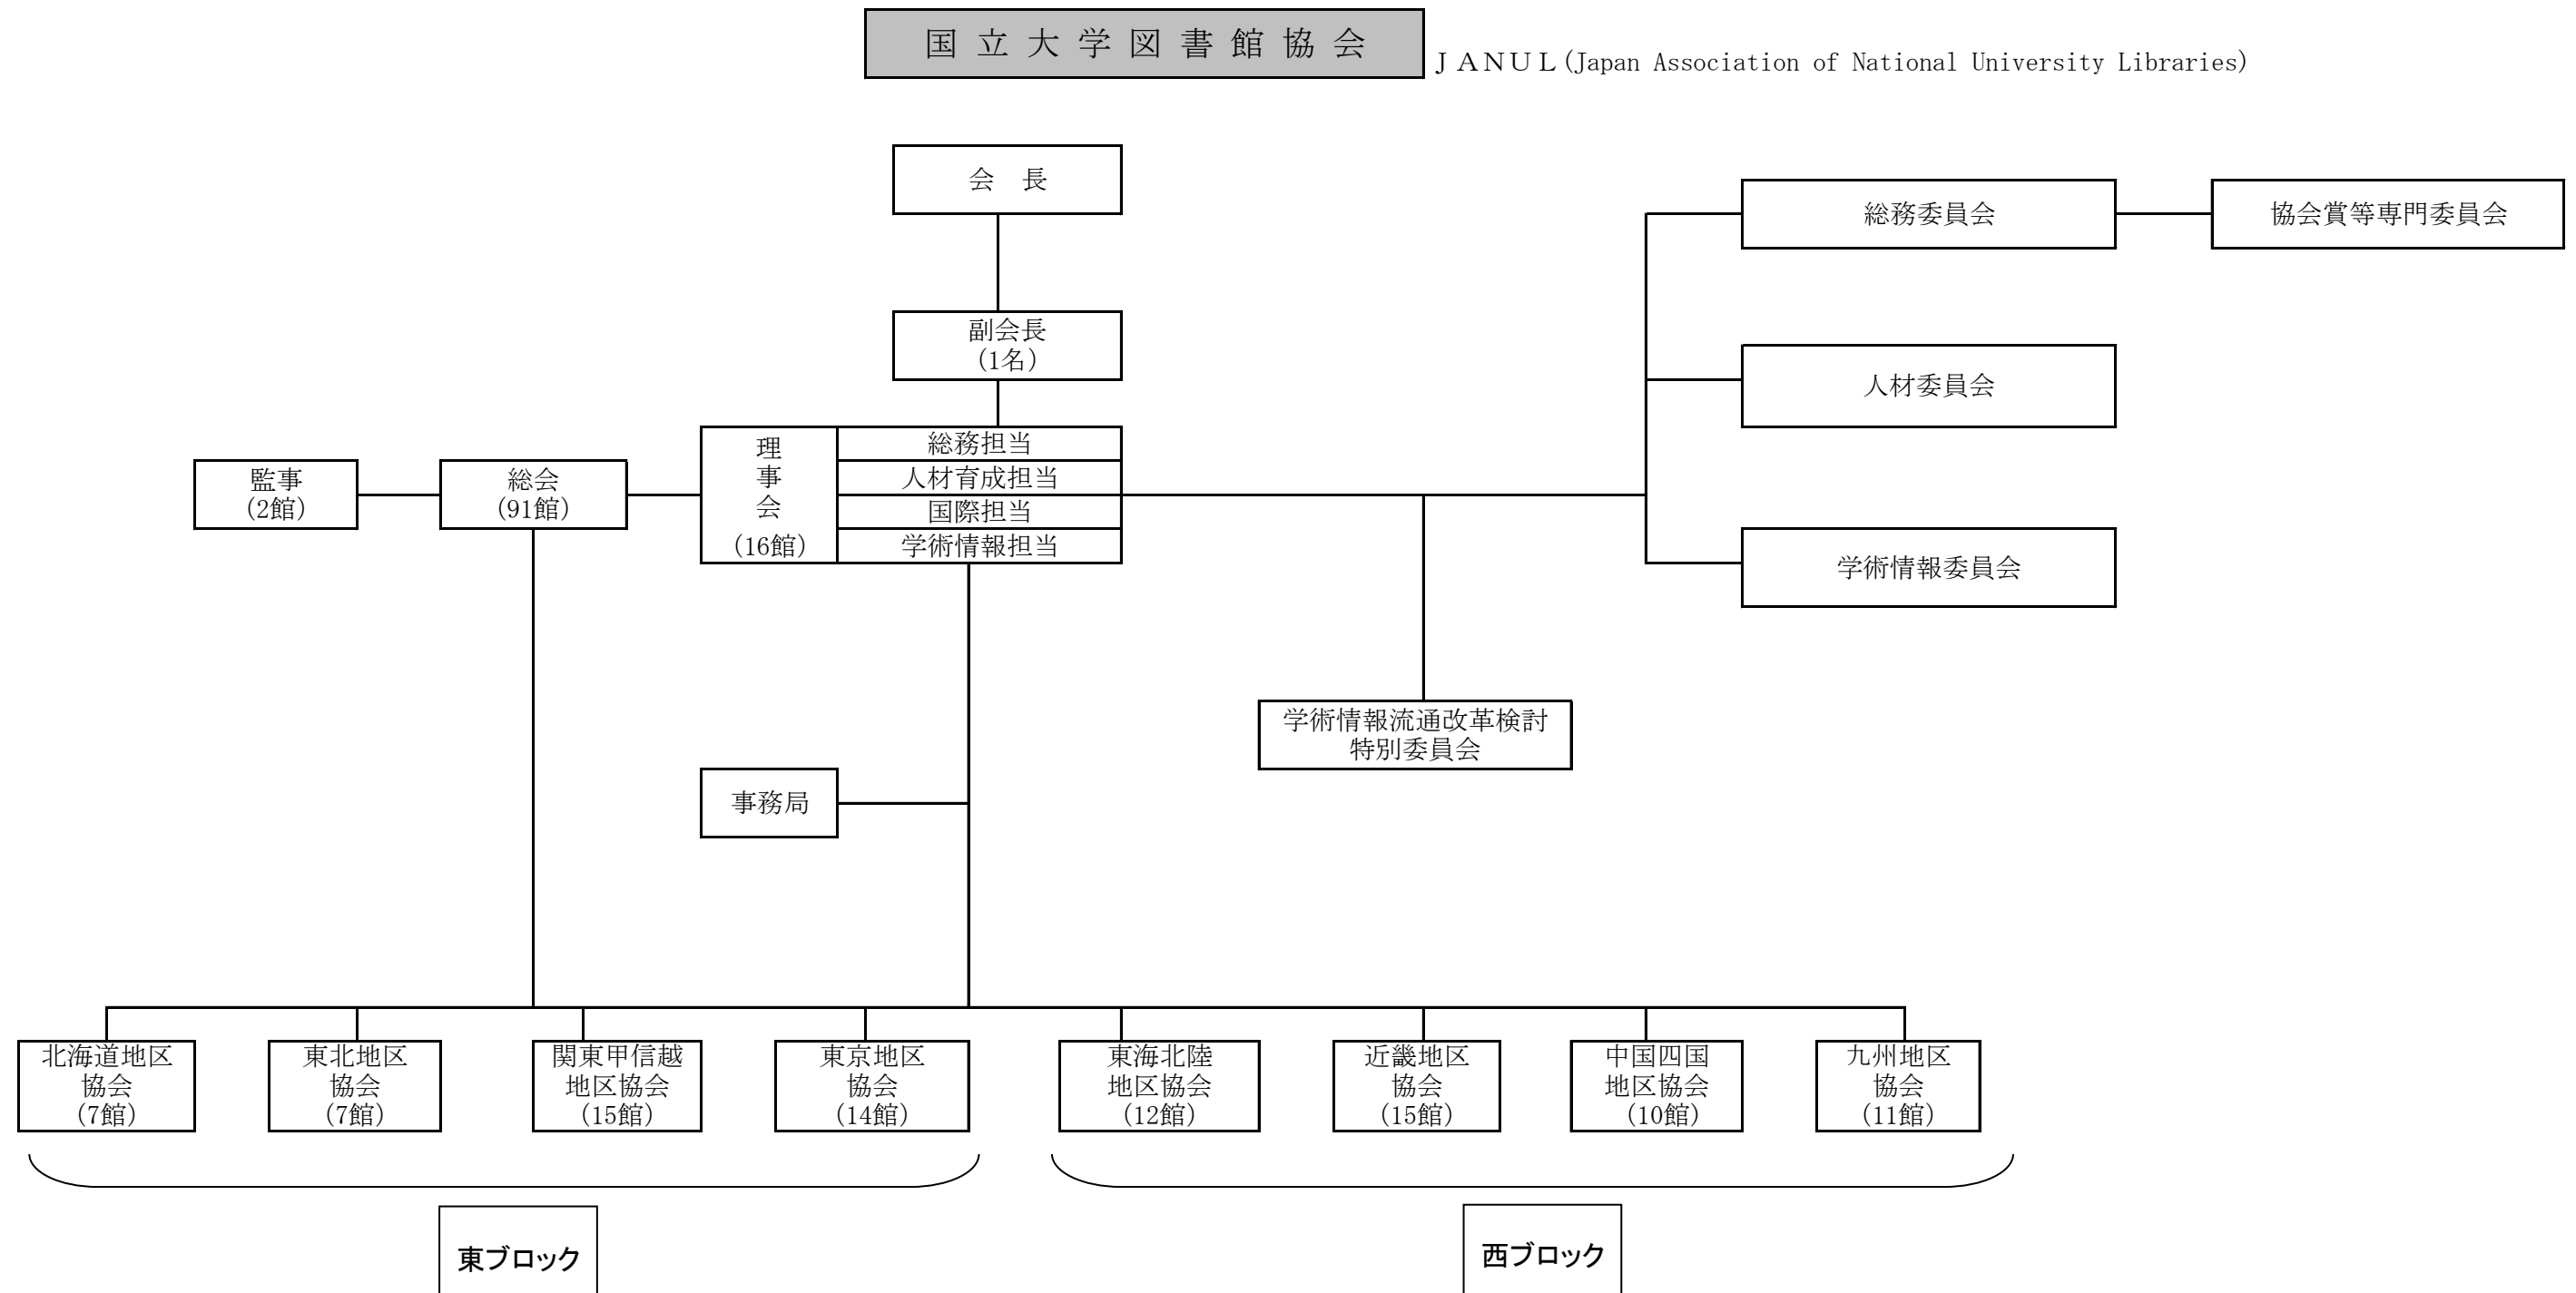 国立大学図書館協会
ＪＡＮＵＬ(Japan Association of National University Libraries)
会　長
総務委員会
協会賞等専門委員会
副会長
(1名)
人材委員会
監事
(2館)
総会
(91館)
理
事
会
(16館)
総務担当
人材育成担当
国際担当
学術情報担当
学術情報委員会
学術情報流通改革検討
特別委員会
事務局
北海道地区
協会
(7館)
東北地区
協会
(7館)
関東甲信越
地区協会
(15館)
東京地区
協会
(14館)
東海北陸
地区協会
(12館)
近畿地区
協会
(15館)
中国四国
地区協会
(10館)
九州地区
協会
(11館)
東ブロック
西ブロック